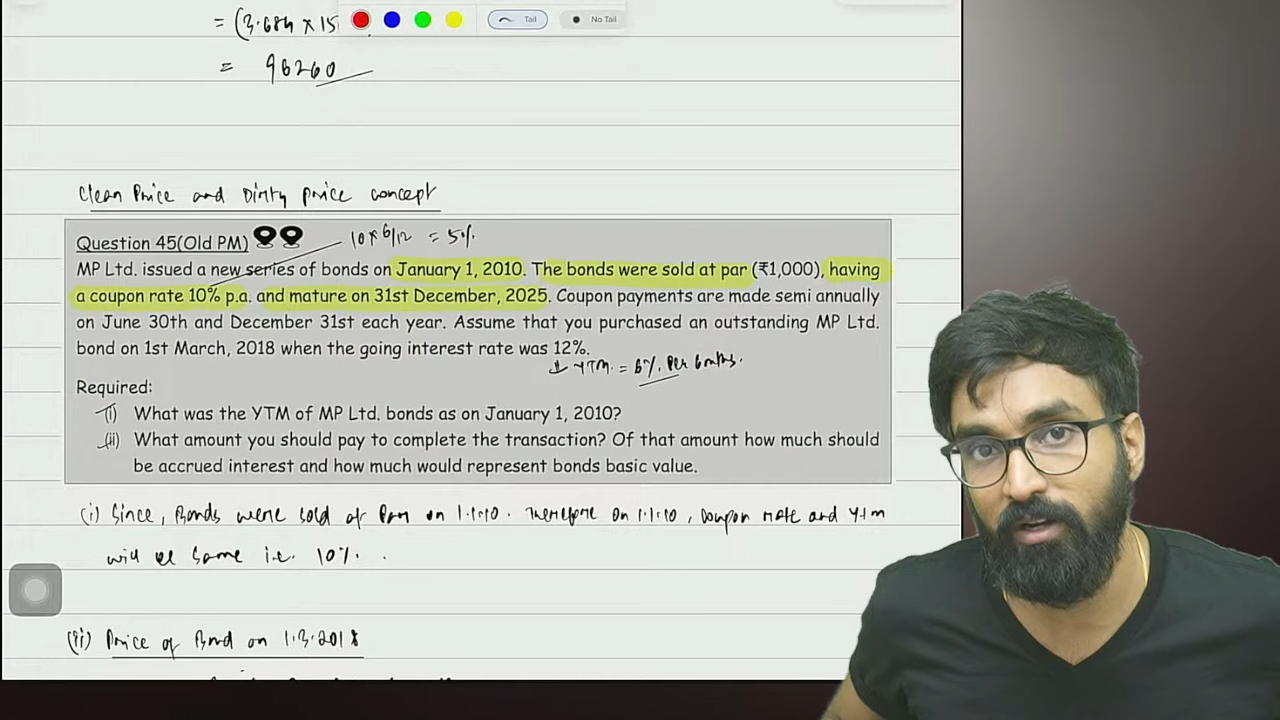 = (3.684 × 15
Tail
No Tail
= 96260
Clean Price and Dirty price concept
Question 45(Old PM)
10 × 6/12 = 5%
MP Ltd. issued a new series of bonds on January 1, 2010. The bonds were sold at par (₹1,000), having
a coupon rate 10% p.a. and mature on 31st December, 2025. Coupon payments are made semi annually
on June 30th and December 31st each year. Assume that you purchased an outstanding MP Ltd.
bond on 1st March, 2018 when the going interest rate was 12%.
↓ YTM = 6% Per 6 months.
Required:
(i) What was the YTM of MP Ltd. bonds as on January 1, 2010?
(ii) What amount you should pay to complete the transaction? Of that amount how much should
be accrued interest and how much would represent bonds basic value.
(i) Since, Bonds were sold at Par on 1.1.10. Therefore on 1.1.10, coupon rate and YTM
will be same i.e. 10%.
(ii) Price of Bond on 1.3.2018